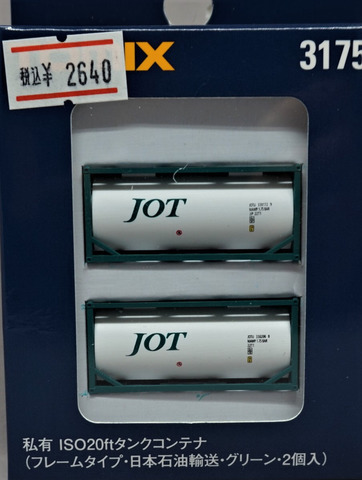 税込¥ 2640
IX
3175
JOT
JOT
私有 ISO20ftタンクコンテナ
(フレームタイプ・日本石油輸送・グリーン・2個入)